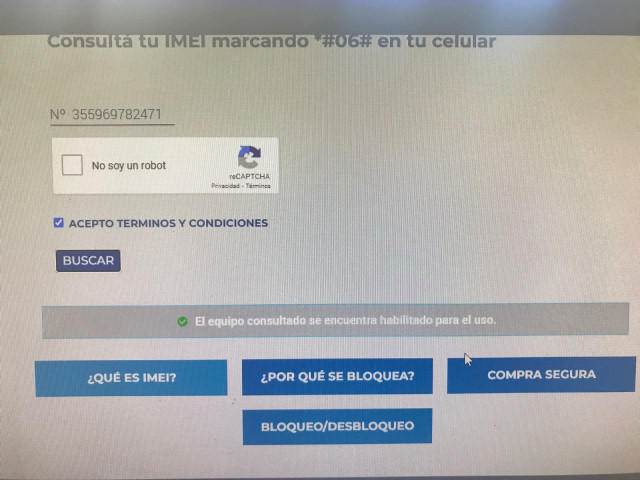 Consultá tu IMEI marcando *#06# en tu celular
Nº 355969782471
No soy un robot
reCAPTCHA
Privacidad - Términos
ACEPTO TERMINOS Y CONDICIONES
BUSCAR
El equipo consultado se encuentra habilitado para el uso.
¿QUÉ ES IMEI?
¿POR QUÉ SE BLOQUEA?
COMPRA SEGURA
BLOQUEO/DESBLOQUEO